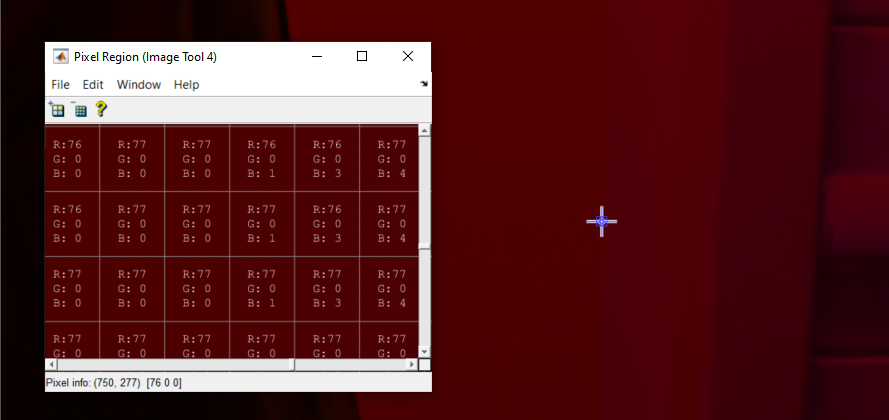 Pixel Region (Image Tool 4)
File Edit Window Help
R:76 R:77 R:77 R:76 R:76 R:77
G: 0 G: 0 G: 0 G: 0 G: 0 G: 0
B: 0 B: 0 B: 0 B: 1 B: 3 B: 4
R:76 R:77 R:77 R:77 R:76 R:77
G: 0 G: 0 G: 0 G: 0 G: 0 G: 0
B: 0 B: 0 B: 0 B: 1 B: 3 B: 4
R:77 R:77 R:77 R:77 R:77 R:77
G: 0 G: 0 G: 0 G: 0 G: 0 G: 0
B: 0 B: 0 B: 0 B: 1 B: 3 B: 4
R:77 R:77 R:77 R:77 R:77 R:77
G: 0 G: 0 G: 0 G: 0 G: 0 G: 0
Pixel info: (750, 277) [76 0 0]